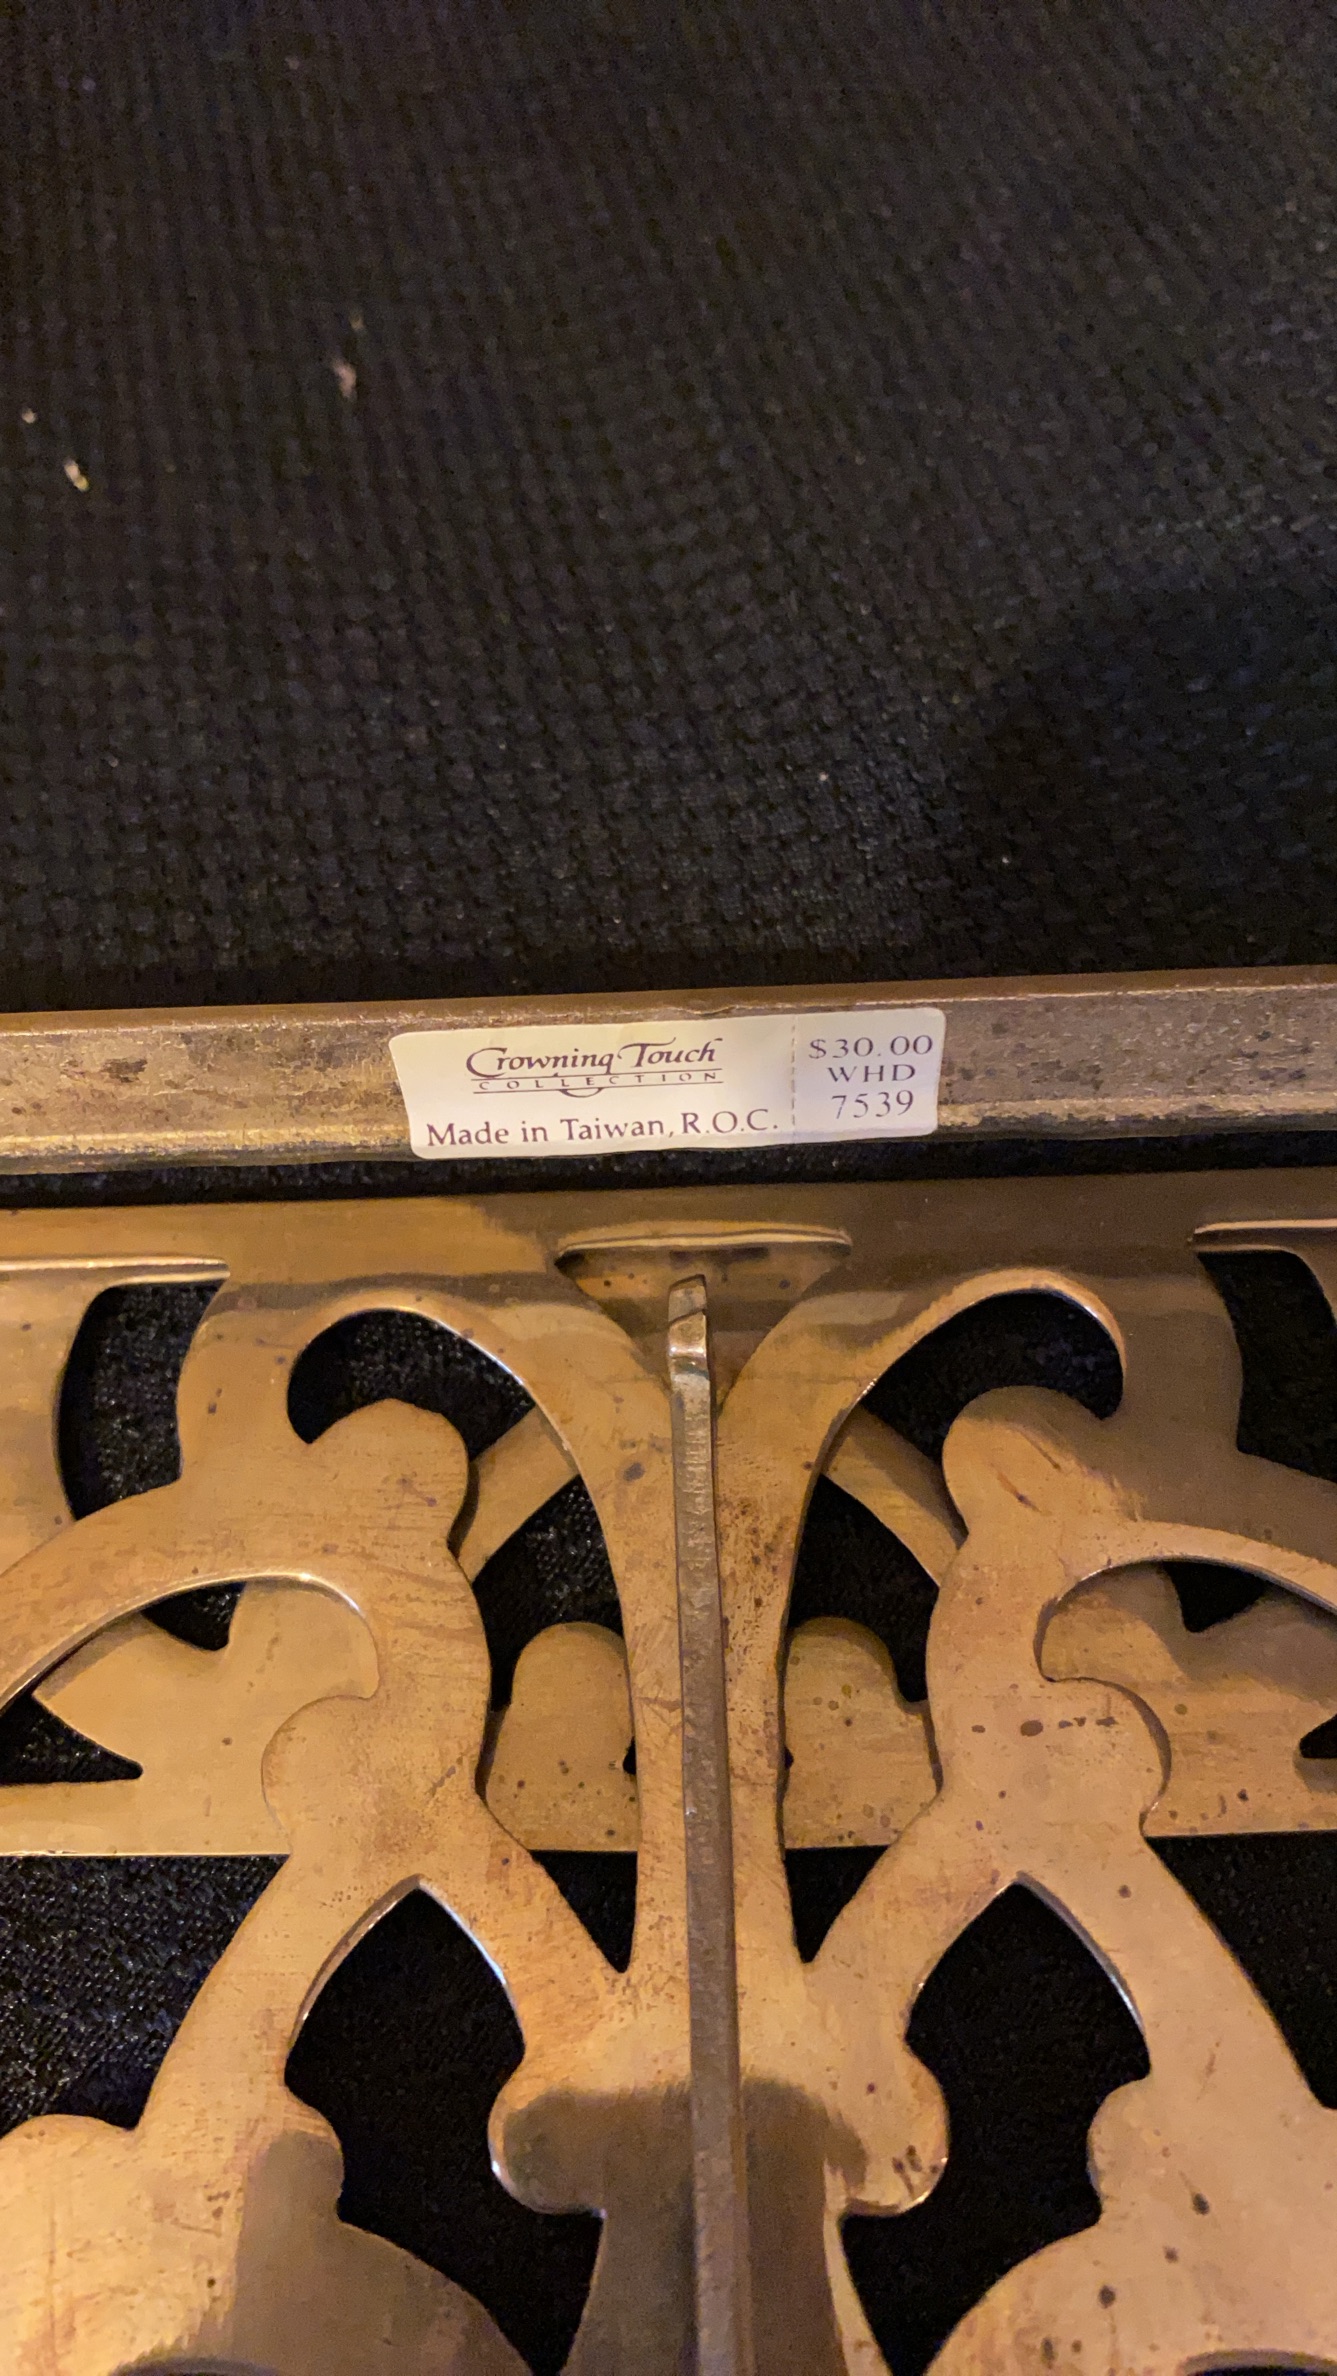 Crowning Touch
COLLECTION
Made in Taiwan, R.O.C.
$30.00
WHD
7539